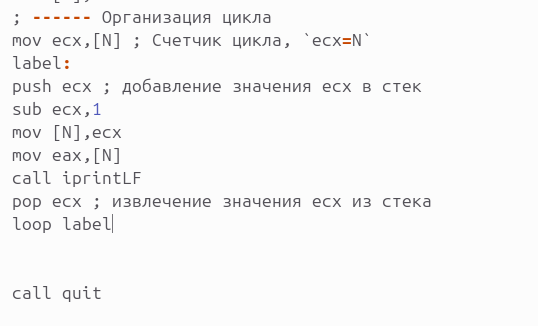 ; ------ Организация цикла
mov ecx,[N] ; Счетчик цикла, `ecx=N`
label:
push ecx ; добавление значения ecx в стек
sub ecx,1
mov [N],ecx
mov eax,[N]
call iprintLF
pop ecx ; извлечение значения ecx из стека
loop label
call quit